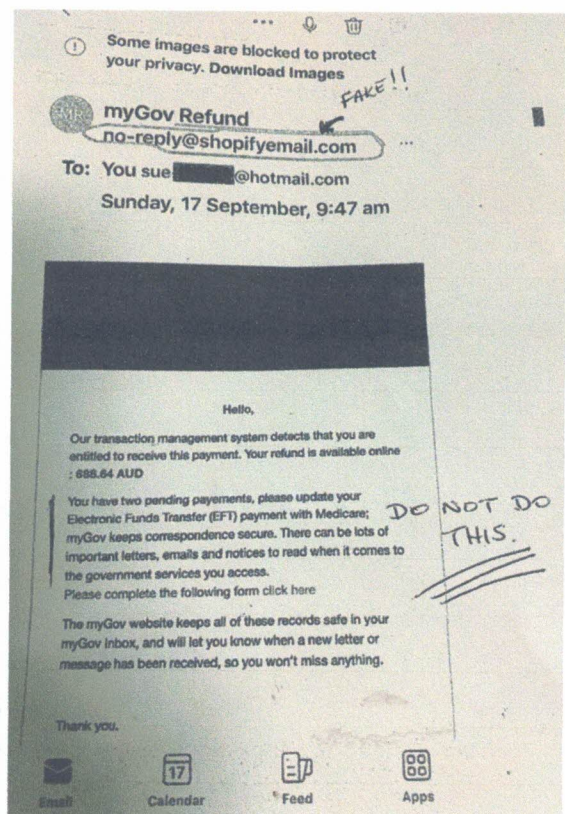 Some images are blocked to protect
your privacy. Download Images
FAKE!!
MR
myGov Refund
no-reply@shopifyemail.com
To: You sue @hotmail.com
Sunday, 17 September, 9:47 am
Hello,
Our transaction management system detects that you are
entitled to receive this payment. Your refund is available online
: 688.64 AUD
You have two pending payements, please update your
Electronic Funds Transfer (EFT) payment with Medicare;
myGov keeps correspondence secure. There can be lots of
important letters, emails and notices to read when it comes to
the government services you access.
Please complete the following form click here
DO NOT DO
THIS.
The myGov website keeps all of these records safe in your
myGov Inbox, and will let you know when a new letter or
message has been received, so you won't miss anything.
Thank you.
17
Email Calendar Feed Apps